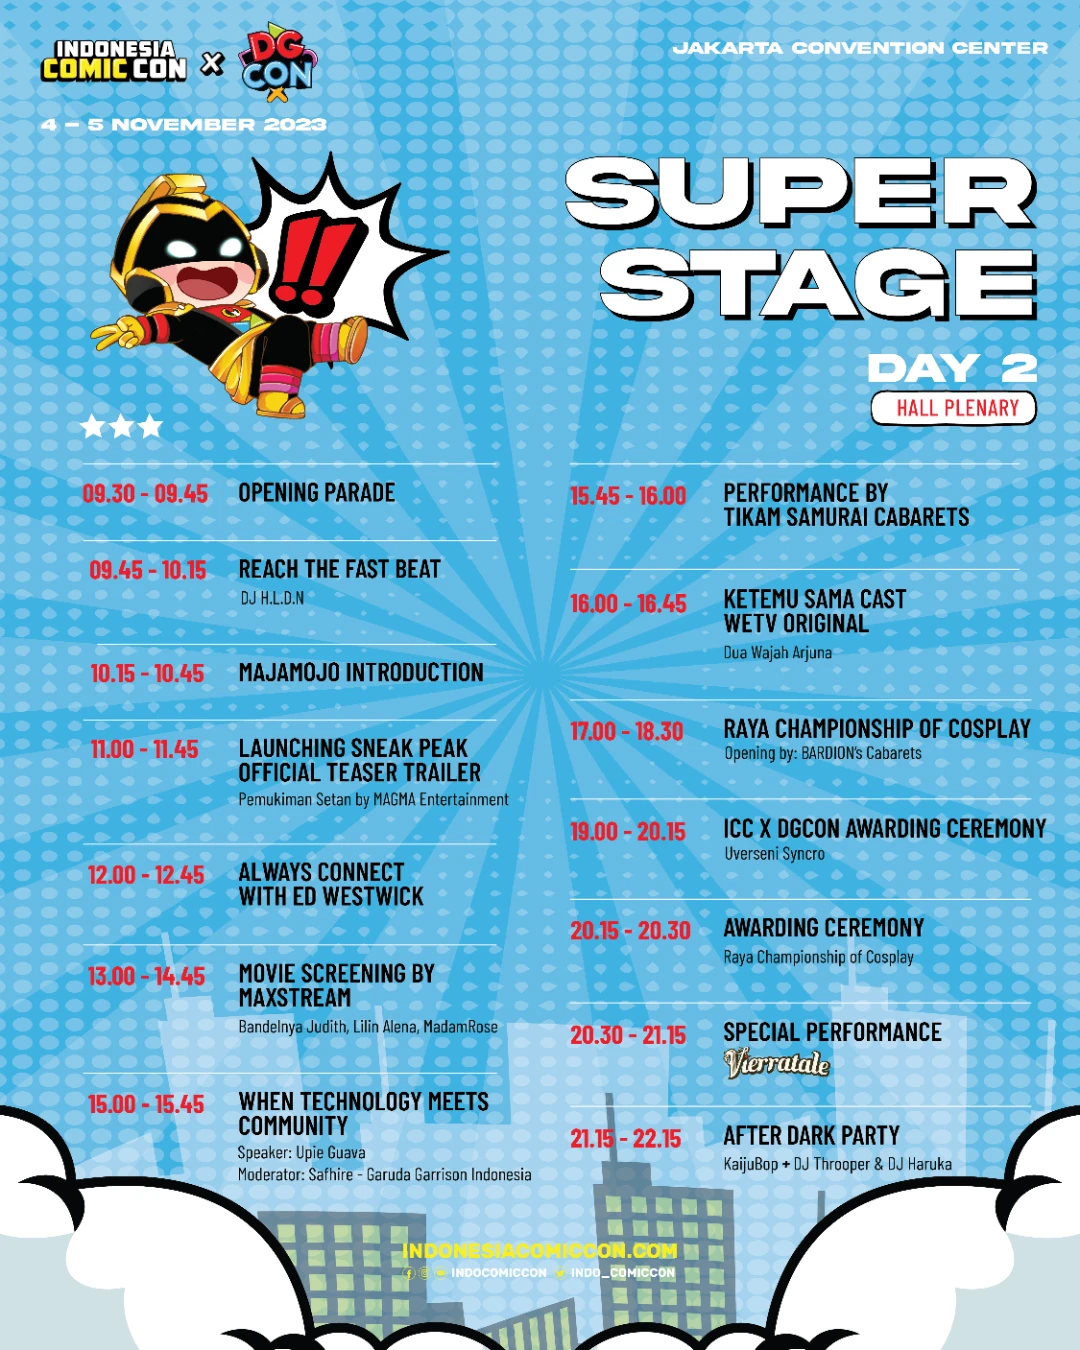 INDONESIA
COMIC CON
X
DG
CON
JAKARTA CONVENTION CENTER
4 – 5 NOVEMBER 2023
!!
SUPER
STAGE
DAY 2
HALL PLENARY
09.30 - 09.45 OPENING PARADE
09.45 - 10.15 REACH THE FAST BEAT
DJ H.L.D.N
10.15 - 10.45 MAJAMOJO INTRODUCTION
11.00 - 11.45 LAUNCHING SNEAK PEAK
OFFICIAL TEASER TRAILER
Pemukiman Setan by MAGMA Entertainment
12.00 - 12.45 ALWAYS CONNECT
WITH ED WESTWICK
13.00 - 14.45 MOVIE SCREENING BY
MAXSTREAM
Bandelnya Judith, Lilin Alena, MadamRose
15.00 - 15.45 WHEN TECHNOLOGY MEETS
COMMUNITY
Speaker: Upie Guava
Moderator: Safhire - Garuda Garrison Indonesia
15.45 - 16.00 PERFORMANCE BY
TIKAM SAMURAI CABARETS
16.00 - 16.45 KETEMU SAMA CAST
WETV ORIGINAL
Dua Wajah Arjuna
17.00 - 18.30 RAYA CHAMPIONSHIP OF COSPLAY
Opening by: BARDION's Cabarets
19.00 - 20.15 ICC X DGCON AWARDING CEREMONY
Uverseni Syncro
20.15 - 20.30 AWARDING CEREMONY
Raya Championship of Cosplay
20.30 - 21.15 SPECIAL PERFORMANCE
Vierratale
21.15 - 22.15 AFTER DARK PARTY
KaijuBop + DJ Throoper & DJ Haruka
INDONESIACOMICCON.COM
INDOCOMICCON INDO_COMICCON